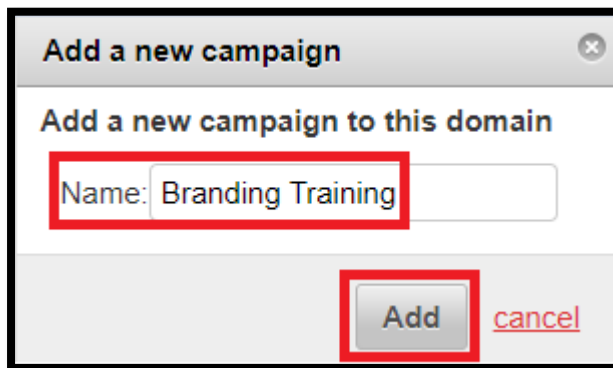 Add a new campaign
Add a new campaign to this domain
Name: Branding Training
Add cancel